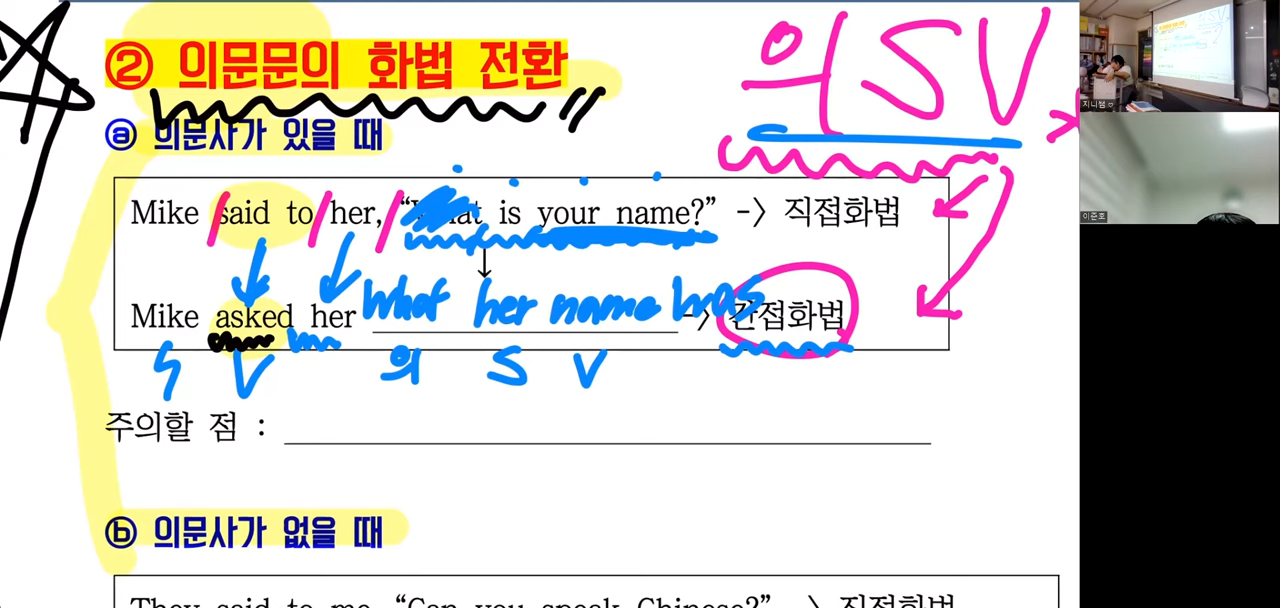 ② 의문문의 화법 전환
의 S V
ⓐ 의문사가 있을 때
Mike said to her, “What is your name?” -> 직접화법
Mike asked her what her name was -> 간접화법
S V 의 S V
주의할 점 :
ⓑ 의문사가 없을 때
They said to me, “Can you speak Chinese?” -> 직접화법
지니쌤
이준호